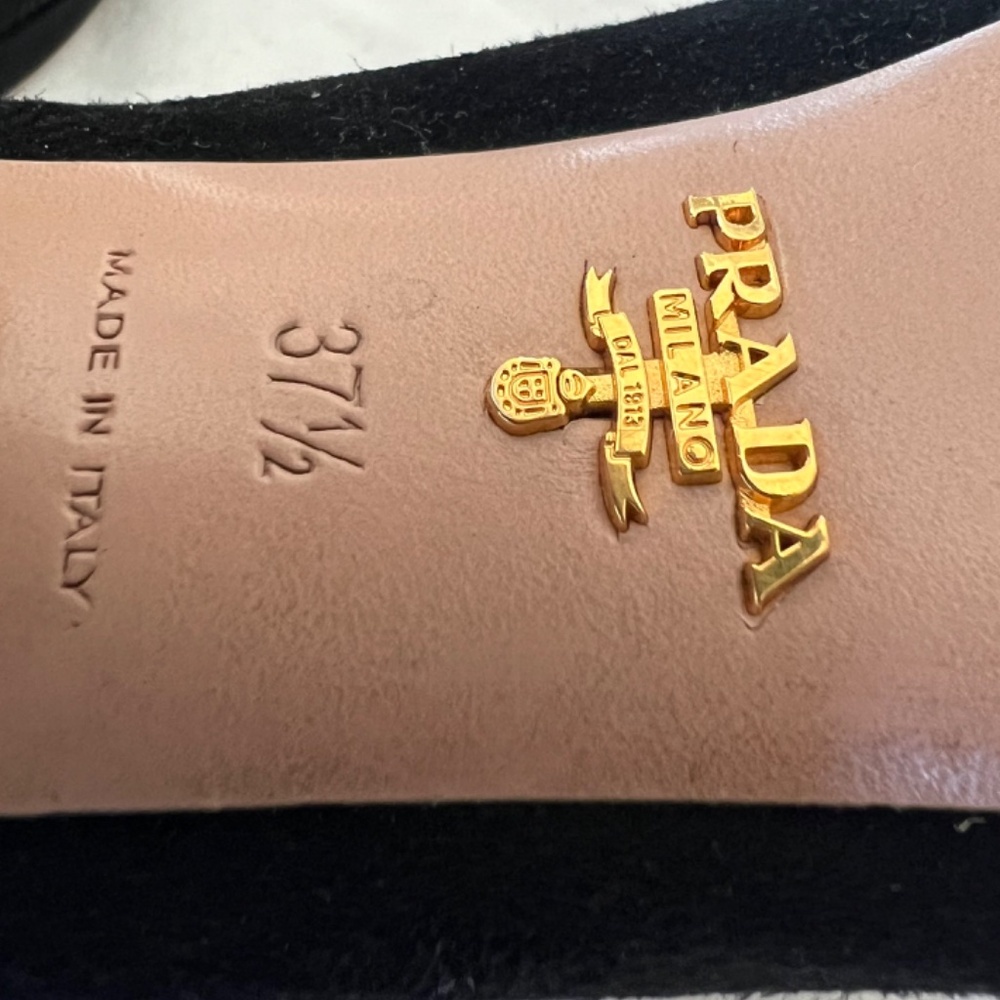 PRADA
MILANO
DAL 1913
37½
MADE IN ITALY